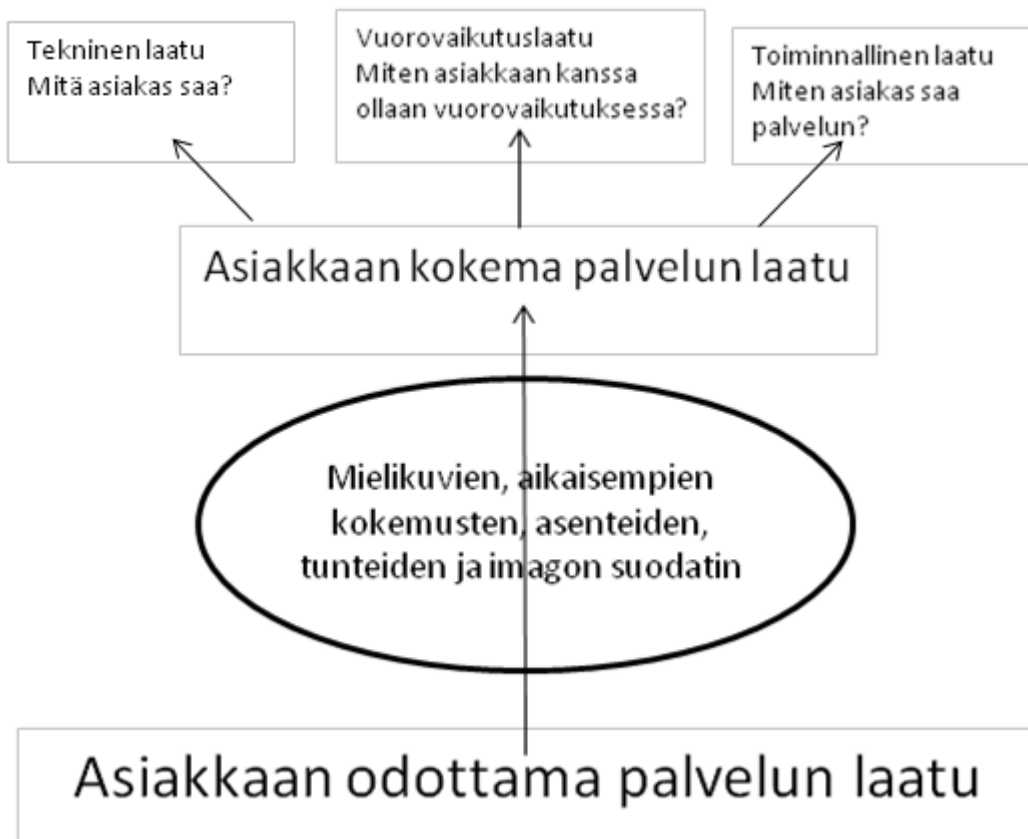 Tekninen laatu
Mitä asiakas saa?
Vuorovaikutuslaatu
Miten asiakkaan kanssa
ollaan vuorovaikutuksessa?
Toiminnallinen laatu
Miten asiakas saa
palvelun?
Asiakkaan kokema palvelun laatu
Mielikuvien, aikaisempien
kokemusten, asenteiden,
tunteiden ja imagon suodatin
Asiakkaan odottama palvelun laatu